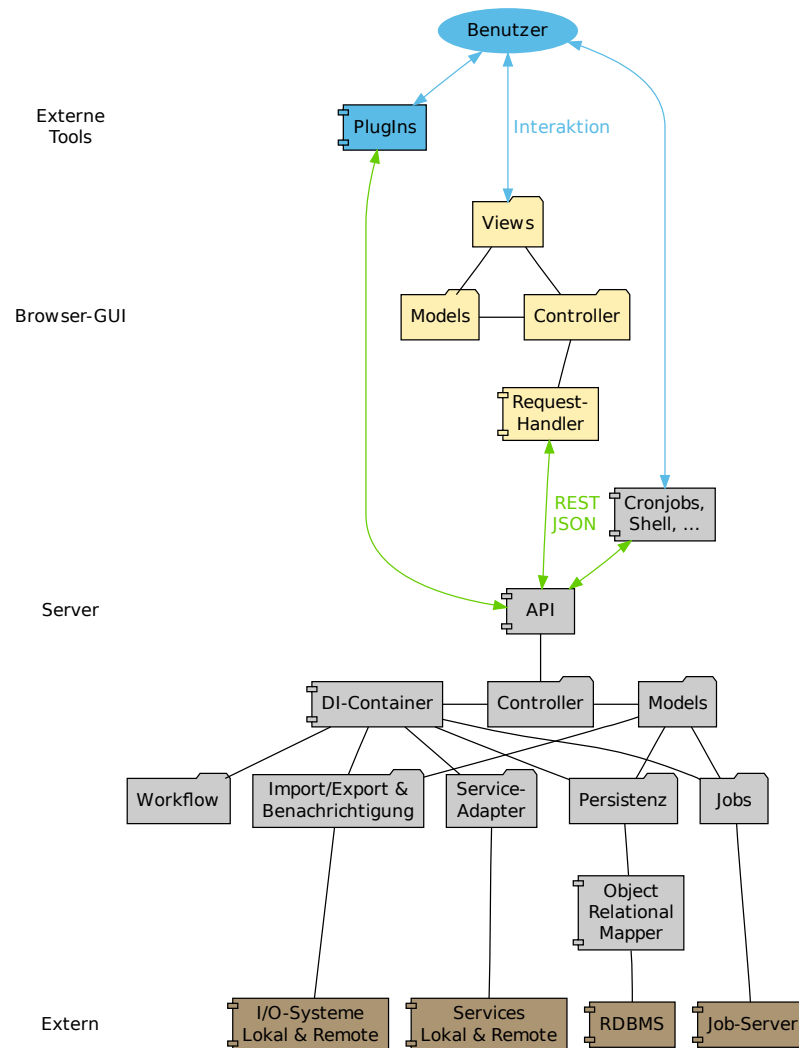 Benutzer
Externe
Tools
PlugIns
Interaktion
Views
Browser-GUI
Models
Controller
Request-
Handler
REST
JSON
Cronjobs,
Shell, ...
Server
API
DI-Container
Controller
Models
Workflow
Import/Export &
Benachrichtigung
Service-
Adapter
Persistenz
Jobs
Object
Relational
Mapper
Extern
I/O-Systeme
Lokal & Remote
Services
Lokal & Remote
RDBMS
Job-Server